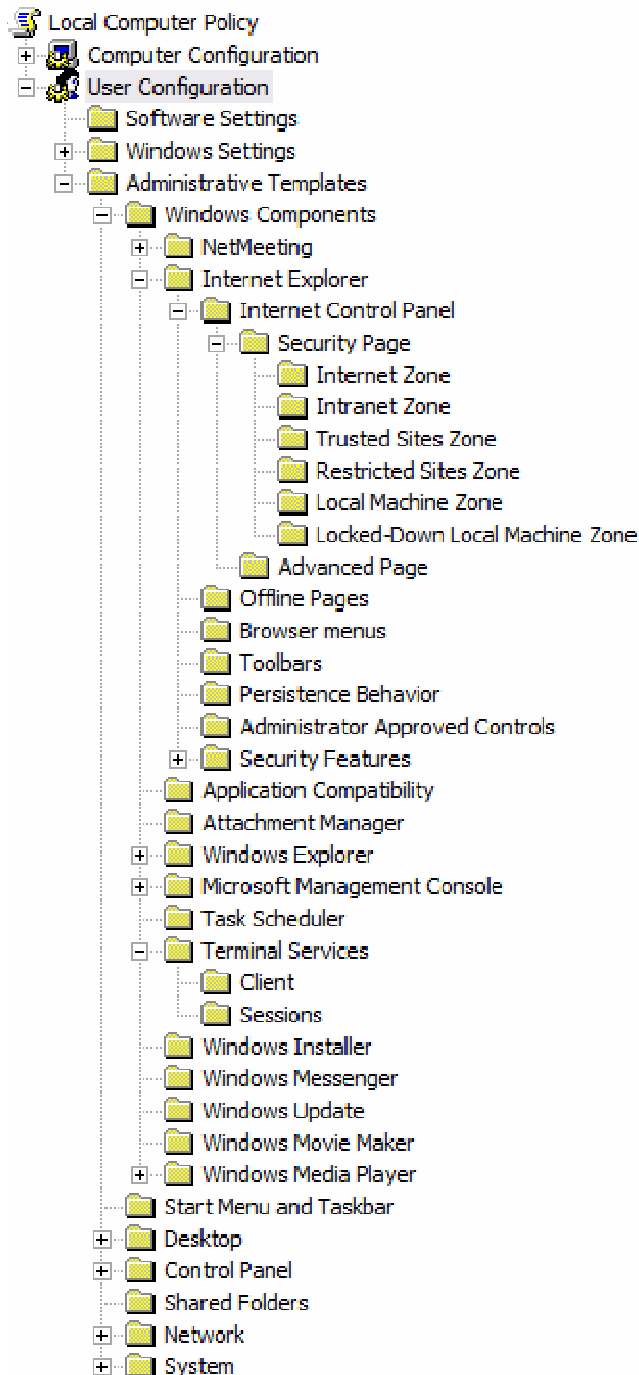 Local Computer Policy
Computer Configuration
User Configuration
Software Settings
Windows Settings
Administrative Templates
Windows Components
NetMeeting
Internet Explorer
Internet Control Panel
Security Page
Internet Zone
Intranet Zone
Trusted Sites Zone
Restricted Sites Zone
Local Machine Zone
Locked-Down Local Machine Zone
Advanced Page
Offline Pages
Browser menus
Toolbars
Persistence Behavior
Administrator Approved Controls
Security Features
Application Compatibility
Attachment Manager
Windows Explorer
Microsoft Management Console
Task Scheduler
Terminal Services
Client
Sessions
Windows Installer
Windows Messenger
Windows Update
Windows Movie Maker
Windows Media Player
Start Menu and Taskbar
Desktop
Control Panel
Shared Folders
Network
System